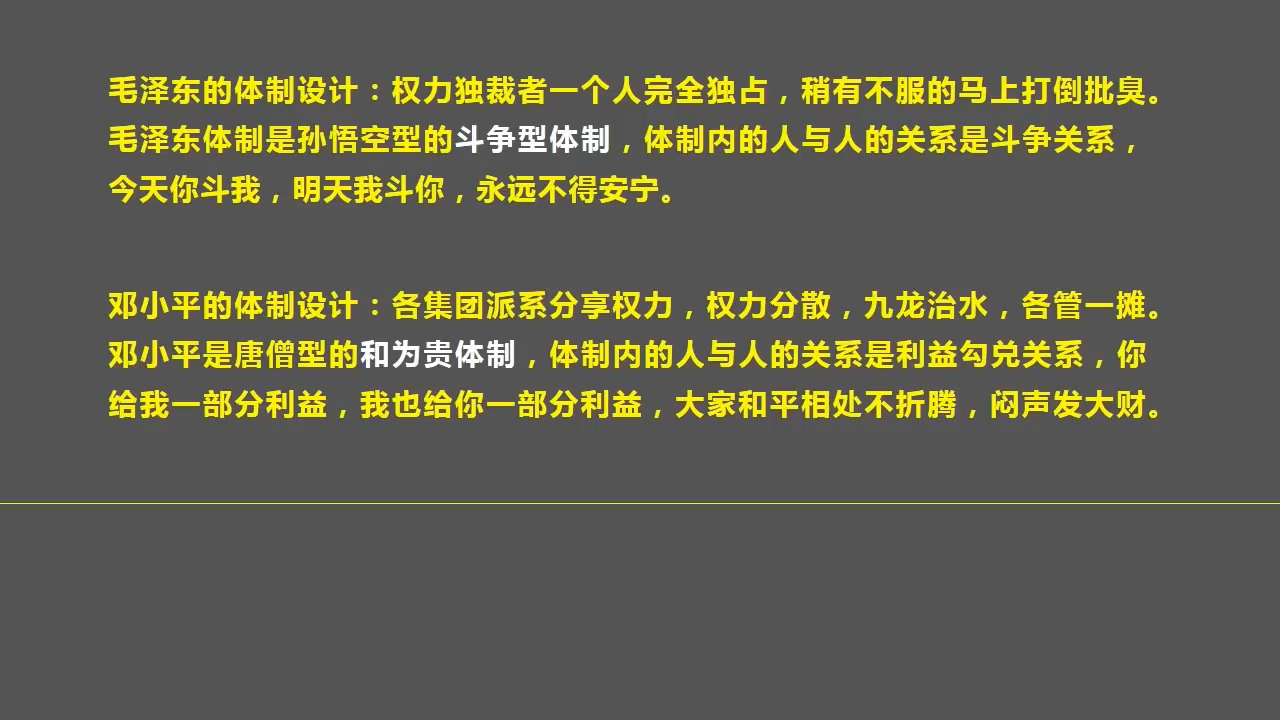 毛泽东的体制设计：权力独裁者一个人完全独占，稍有不服的马上打倒批臭。
毛泽东体制是孙悟空型的斗争型体制，体制内的人与人的关系是斗争关系，
今天你斗我，明天我斗你，永远不得安宁。
邓小平的体制设计：各集团派系分享权力，权力分散，九龙治水，各管一摊。
邓小平是唐僧型的和为贵体制，体制内的人与人的关系是利益勾兑关系，你
给我一部分利益，我也给你一部分利益，大家和平相处不折腾，闷声发大财。